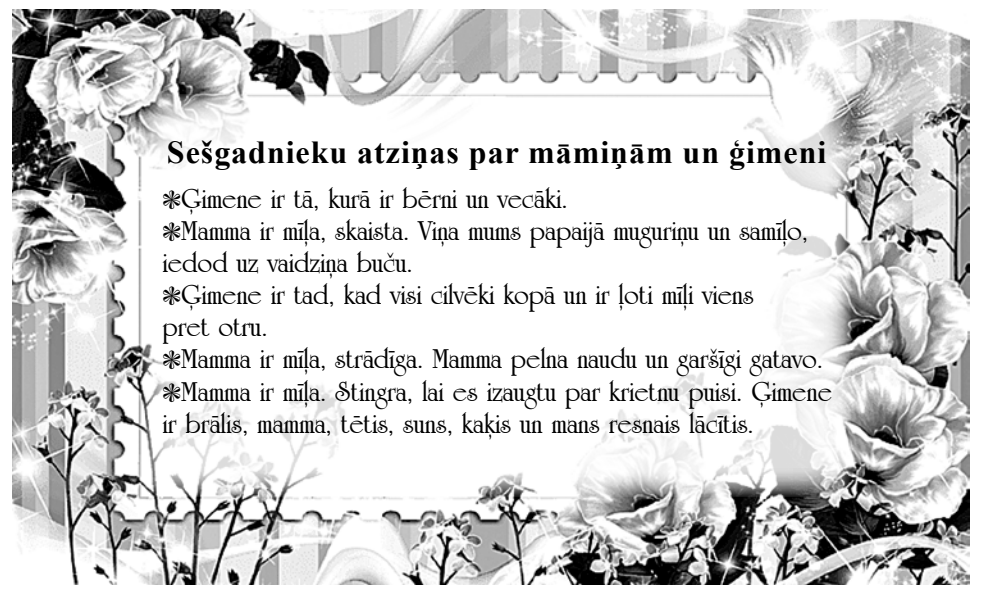 Sešgadnieku atziņas par māmiņām un ģimeni
❃Ģimene ir tā, kurā ir bērni un vecāki.
❃Mamma ir mīļa, skaista. Viņa mums papaijā muguriņu un samīļo,
iedod uz vaidziņa buču.
❃Ģimene ir tad, kad visi cilvēki kopā un ir ļoti mīļi viens
pret otru.
❃Mamma ir mīļa, strādīga. Mamma pelna naudu un garšīgi gatavo.
❃Mamma ir mīļa. Stingra, lai es izaugtu par krietnu puisi. Ģimene
ir brālis, mamma, tētis, suns, kaķis un mans resnais lācītis.